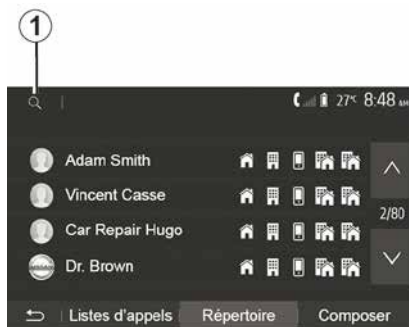 1
27°C 8:48 AM
Adam Smith
Vincent Casse
Car Repair Hugo
2/80
Dr. Brown
Listes d'appels Répertoire Composer